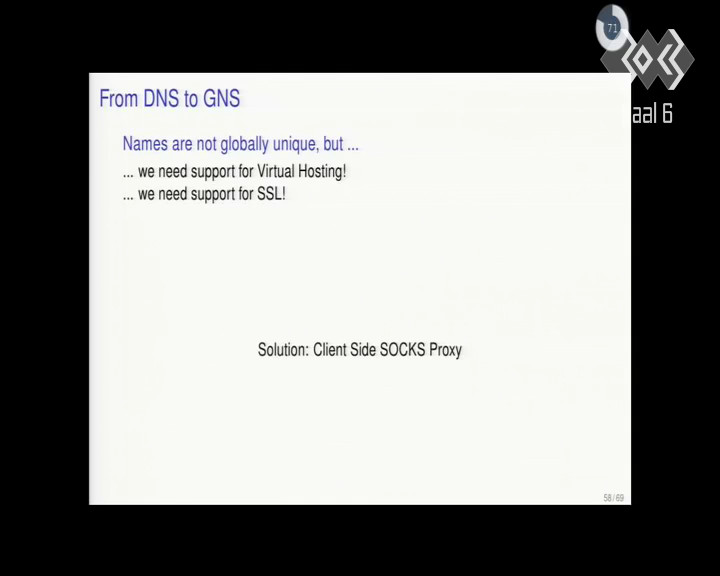 71
aal 6
From DNS to GNS
Names are not globally unique, but ...
... we need support for Virtual Hosting!
... we need support for SSL!
Solution: Client Side SOCKS Proxy
58 / 69